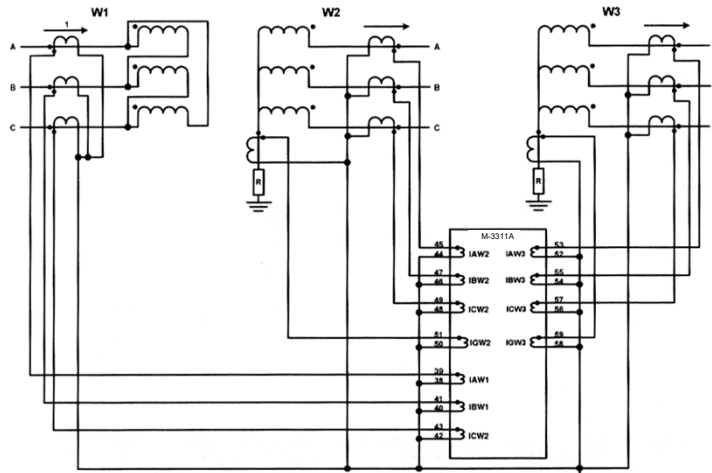 W1
W2
W3
1
A
B
C
A
B
C
R
R
M-3311A
45
44
IAW2
IAW3
53
52
47
46
IBW2
IBW3
55
54
49
48
ICW2
ICW3
57
56
51
50
IGW2
IGW3
59
58
39
38
IAW1
41
40
IBW1
43
42
ICW2